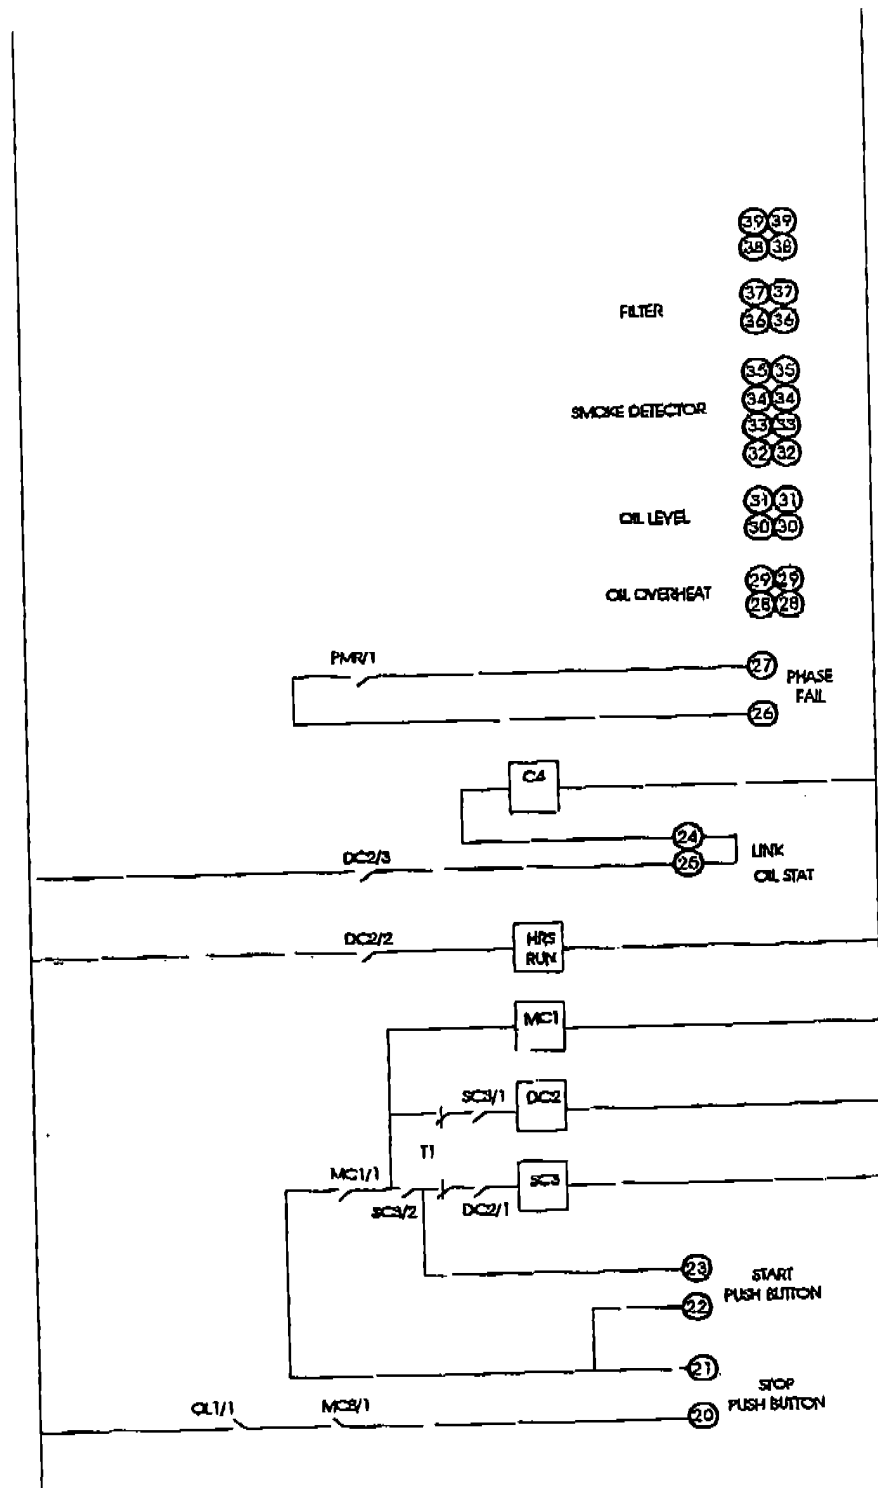 39 39
38 38
37 37
FILTER
36 36
35 35
34 34
SMOKE DETECTOR
33 33
32 32
31 31
OIL LEVEL
30 30
29 29
OIL OVERHEAT
28 28
PMR/1
27
PHASE
FAIL
26
C4
24
LINK
DC2/3
25
OIL STAT
DC2/2
HRS
RUN
MC1
SC3/1
DC2
T1
MC1/1
SC3
SC3/2
DC2/1
23
START
PUSH BUTTON
22
21
STOP
PUSH BUTTON
OL1/1
MCB/1
20